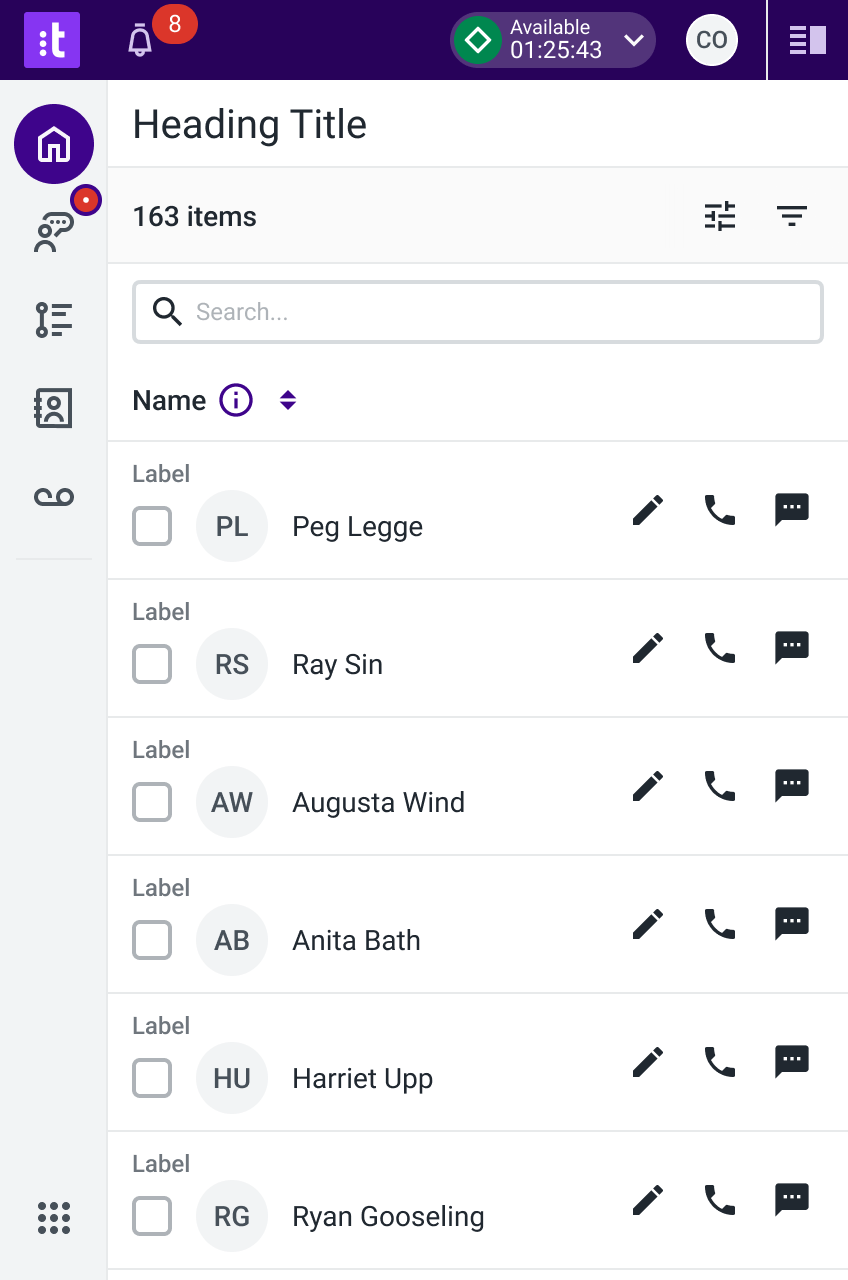 :t
8
Available
01:25:43
CO
Heading Title
163 items
Search...
Name
Label
PL Peg Legge
Label
RS Ray Sin
Label
AW Augusta Wind
Label
AB Anita Bath
Label
HU Harriet Upp
Label
RG Ryan Gooseling